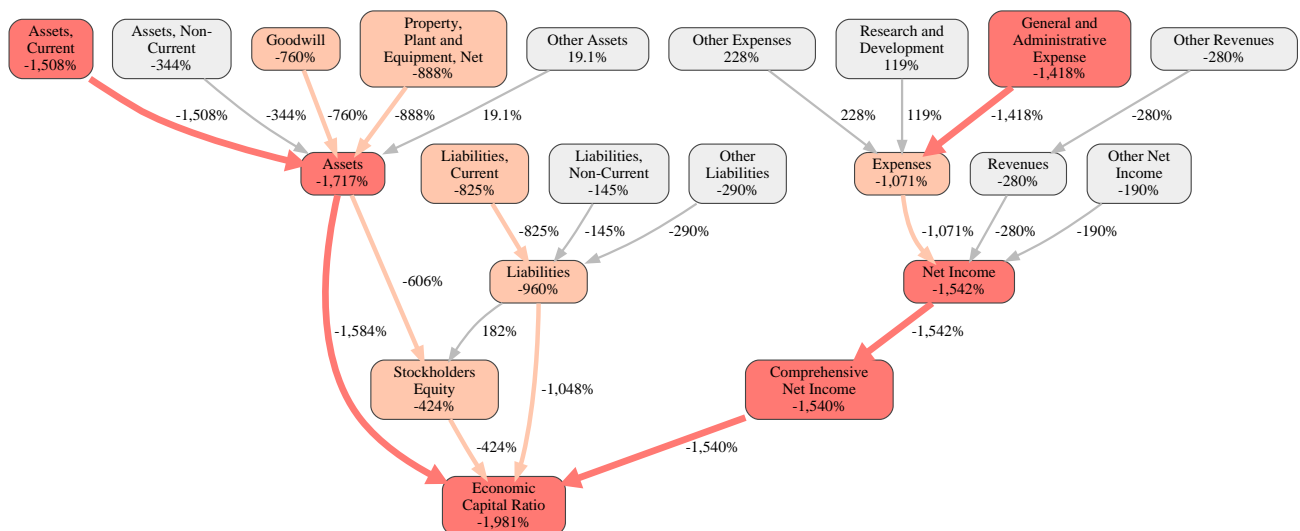 Assets,
Current
-1,508%
Assets, Non-
Current
-344%
Goodwill
-760%
Property,
Plant and
Equipment, Net
-888%
Other Assets
19.1%
Other Expenses
228%
Research and
Development
119%
General and
Administrative
Expense
-1,418%
Other Revenues
-280%
-1,508%
-344%
-760%
-888%
19.1%
228%
119%
-1,418%
-280%
Assets
-1,717%
Liabilities,
Current
-825%
Liabilities,
Non-Current
-145%
Other
Liabilities
-290%
Expenses
-1,071%
Revenues
-280%
Other Net
Income
-190%
-825%
-145%
-290%
-1,071%
-280%
-190%
-606%
Liabilities
-960%
Net Income
-1,542%
-1,584%
182%
-1,542%
Stockholders
Equity
-424%
-1,048%
Comprehensive
Net Income
-1,540%
-424%
-1,540%
Economic
Capital Ratio
-1,981%